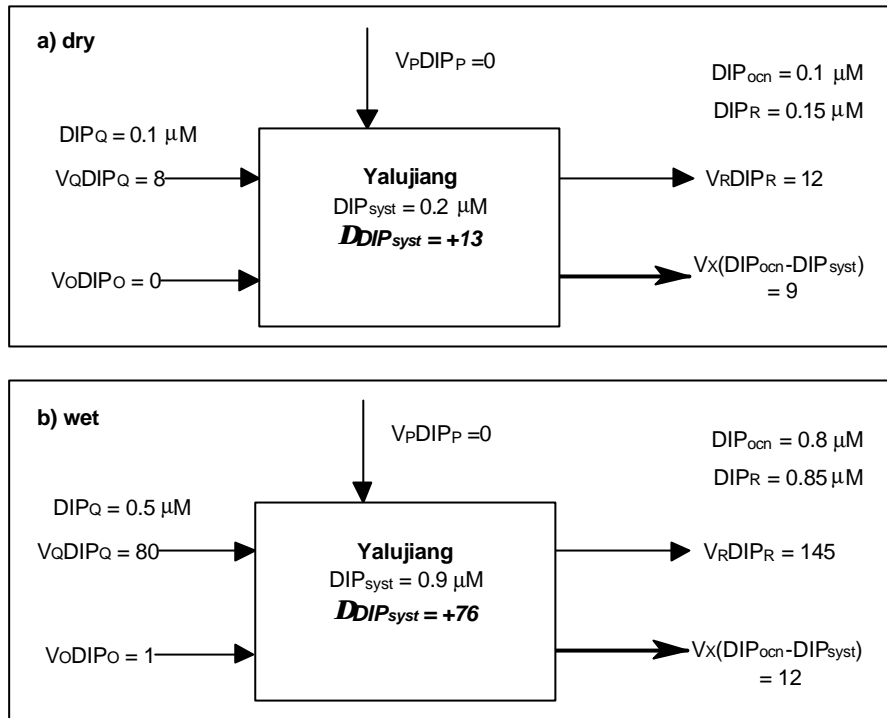 a) dry
VPDIPP =0
DIPocn = 0.1 µM
DIPR = 0.15 µM
DIPQ = 0.1 µM
VQDIPQ = 8
Yalujiang
DIPsyst = 0.2 µM
DDIPsyst = +13
VRDIPR = 12
VODIPO = 0
VX(DIPocn-DIPsyst)
= 9
b) wet
VPDIPP =0
DIPocn = 0.8 µM
DIPR = 0.85 µM
DIPQ = 0.5 µM
VQDIPQ = 80
Yalujiang
DIPsyst = 0.9 µM
DDIPsyst = +76
VRDIPR = 145
VODIPO = 1
VX(DIPocn-DIPsyst)
= 12